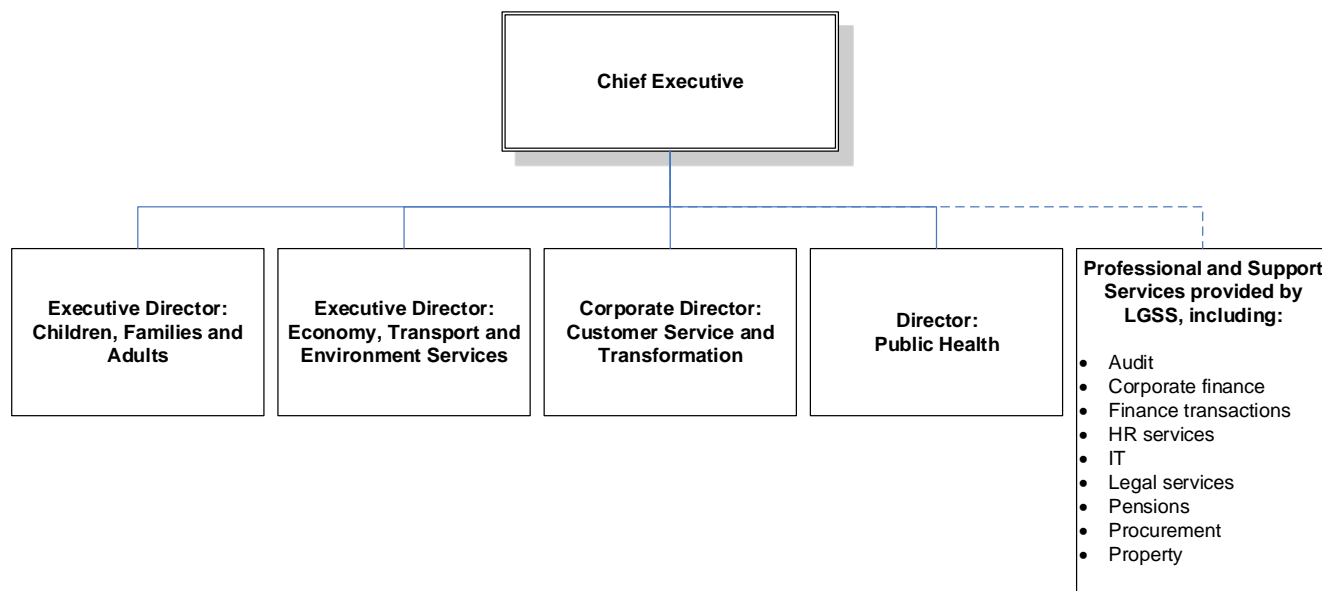 Chief Executive
Executive Director:
Children, Families and
Adults
Executive Director:
Economy, Transport and
Environment Services
Corporate Director:
Customer Service and
Transformation
Director:
Public Health
Professional and Support
Services provided by
LGSS, including:
• Audit
• Corporate finance
• Finance transactions
• HR services
• IT
• Legal services
• Pensions
• Procurement
• Property